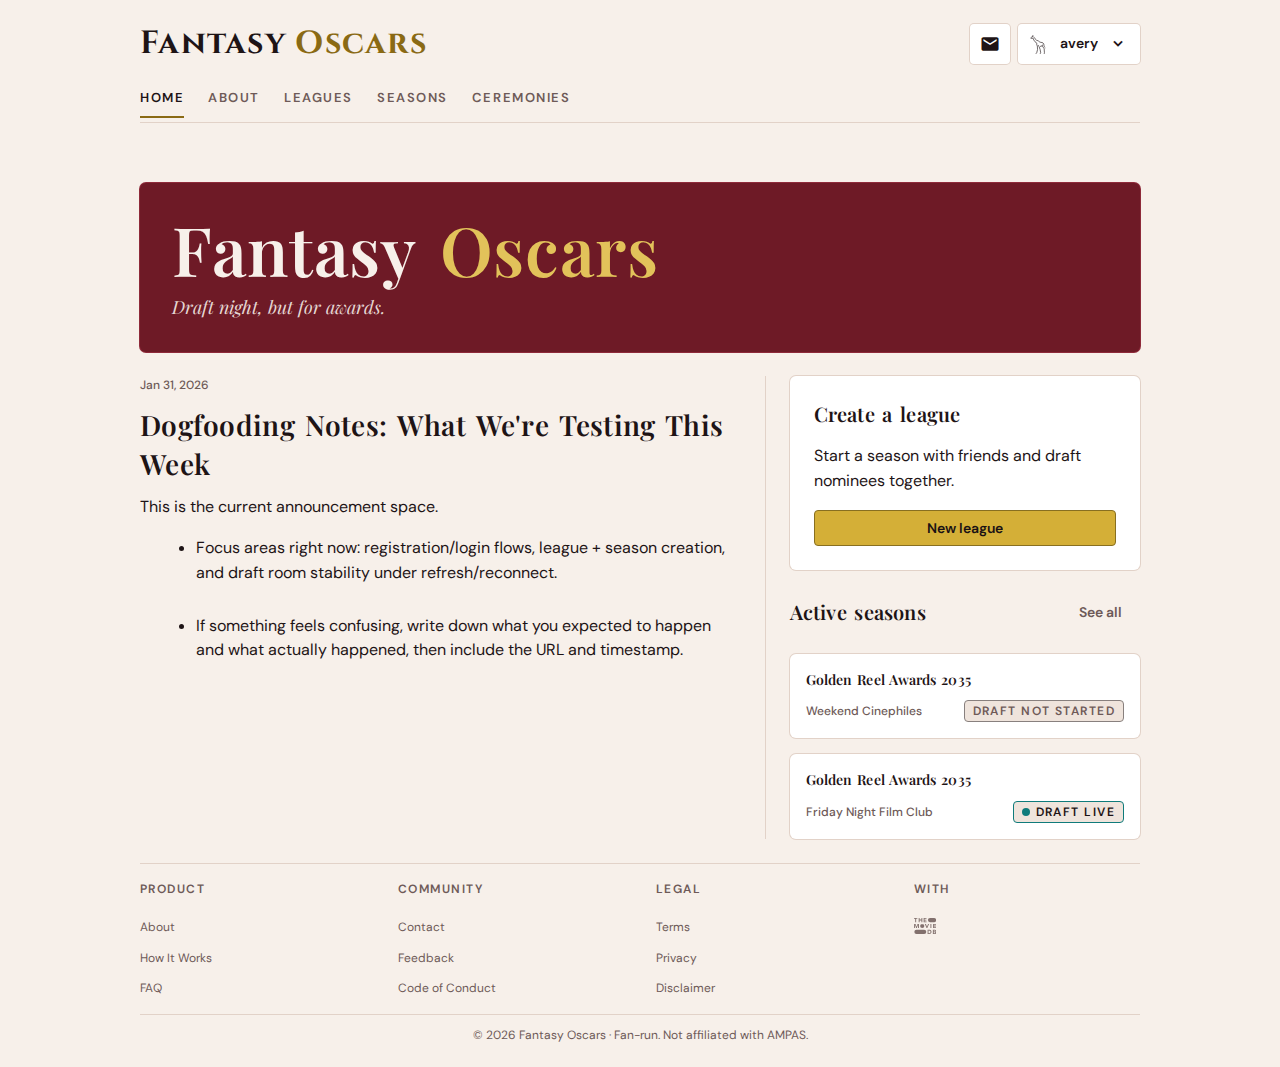 Fantasy Oscars
avery
HOME ABOUT LEAGUES SEASONS CEREMONIES
Fantasy Oscars
Draft night, but for awards.
Jan 31, 2026
Dogfooding Notes: What We're Testing This
Week
This is the current announcement space.
• Focus areas right now: registration/login flows, league + season creation,
and draft room stability under refresh/reconnect.
• If something feels confusing, write down what you expected to happen
and what actually happened, then include the URL and timestamp.
Create a league
Start a season with friends and draft
nominees together.
New league
Active seasons
See all
Golden Reel Awards 2035
Weekend Cinephiles
DRAFT NOT STARTED
Golden Reel Awards 2035
Friday Night Film Club
DRAFT LIVE
PRODUCT
About
How It Works
FAQ
COMMUNITY
Contact
Feedback
Code of Conduct
LEGAL
Terms
Privacy
Disclaimer
WITH
THE
MOVIE
DB
© 2026 Fantasy Oscars · Fan-run. Not affiliated with AMPAS.